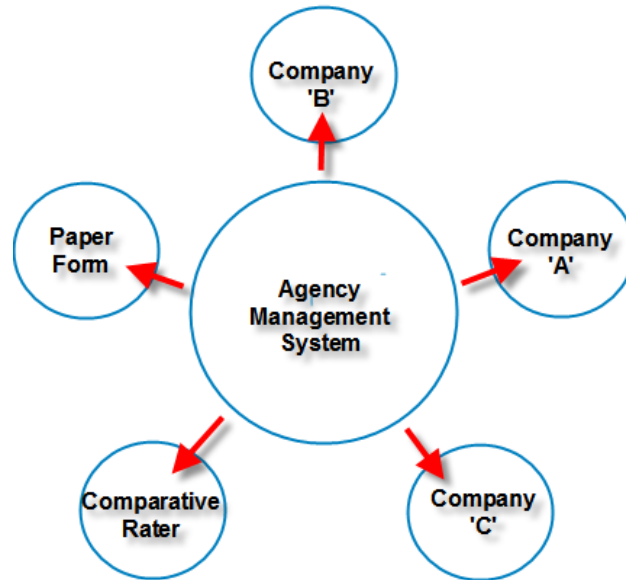 Company
'B'
Paper
Form
Company
'A'
Agency
Management
System
Comparative
Rater
Company
'C'